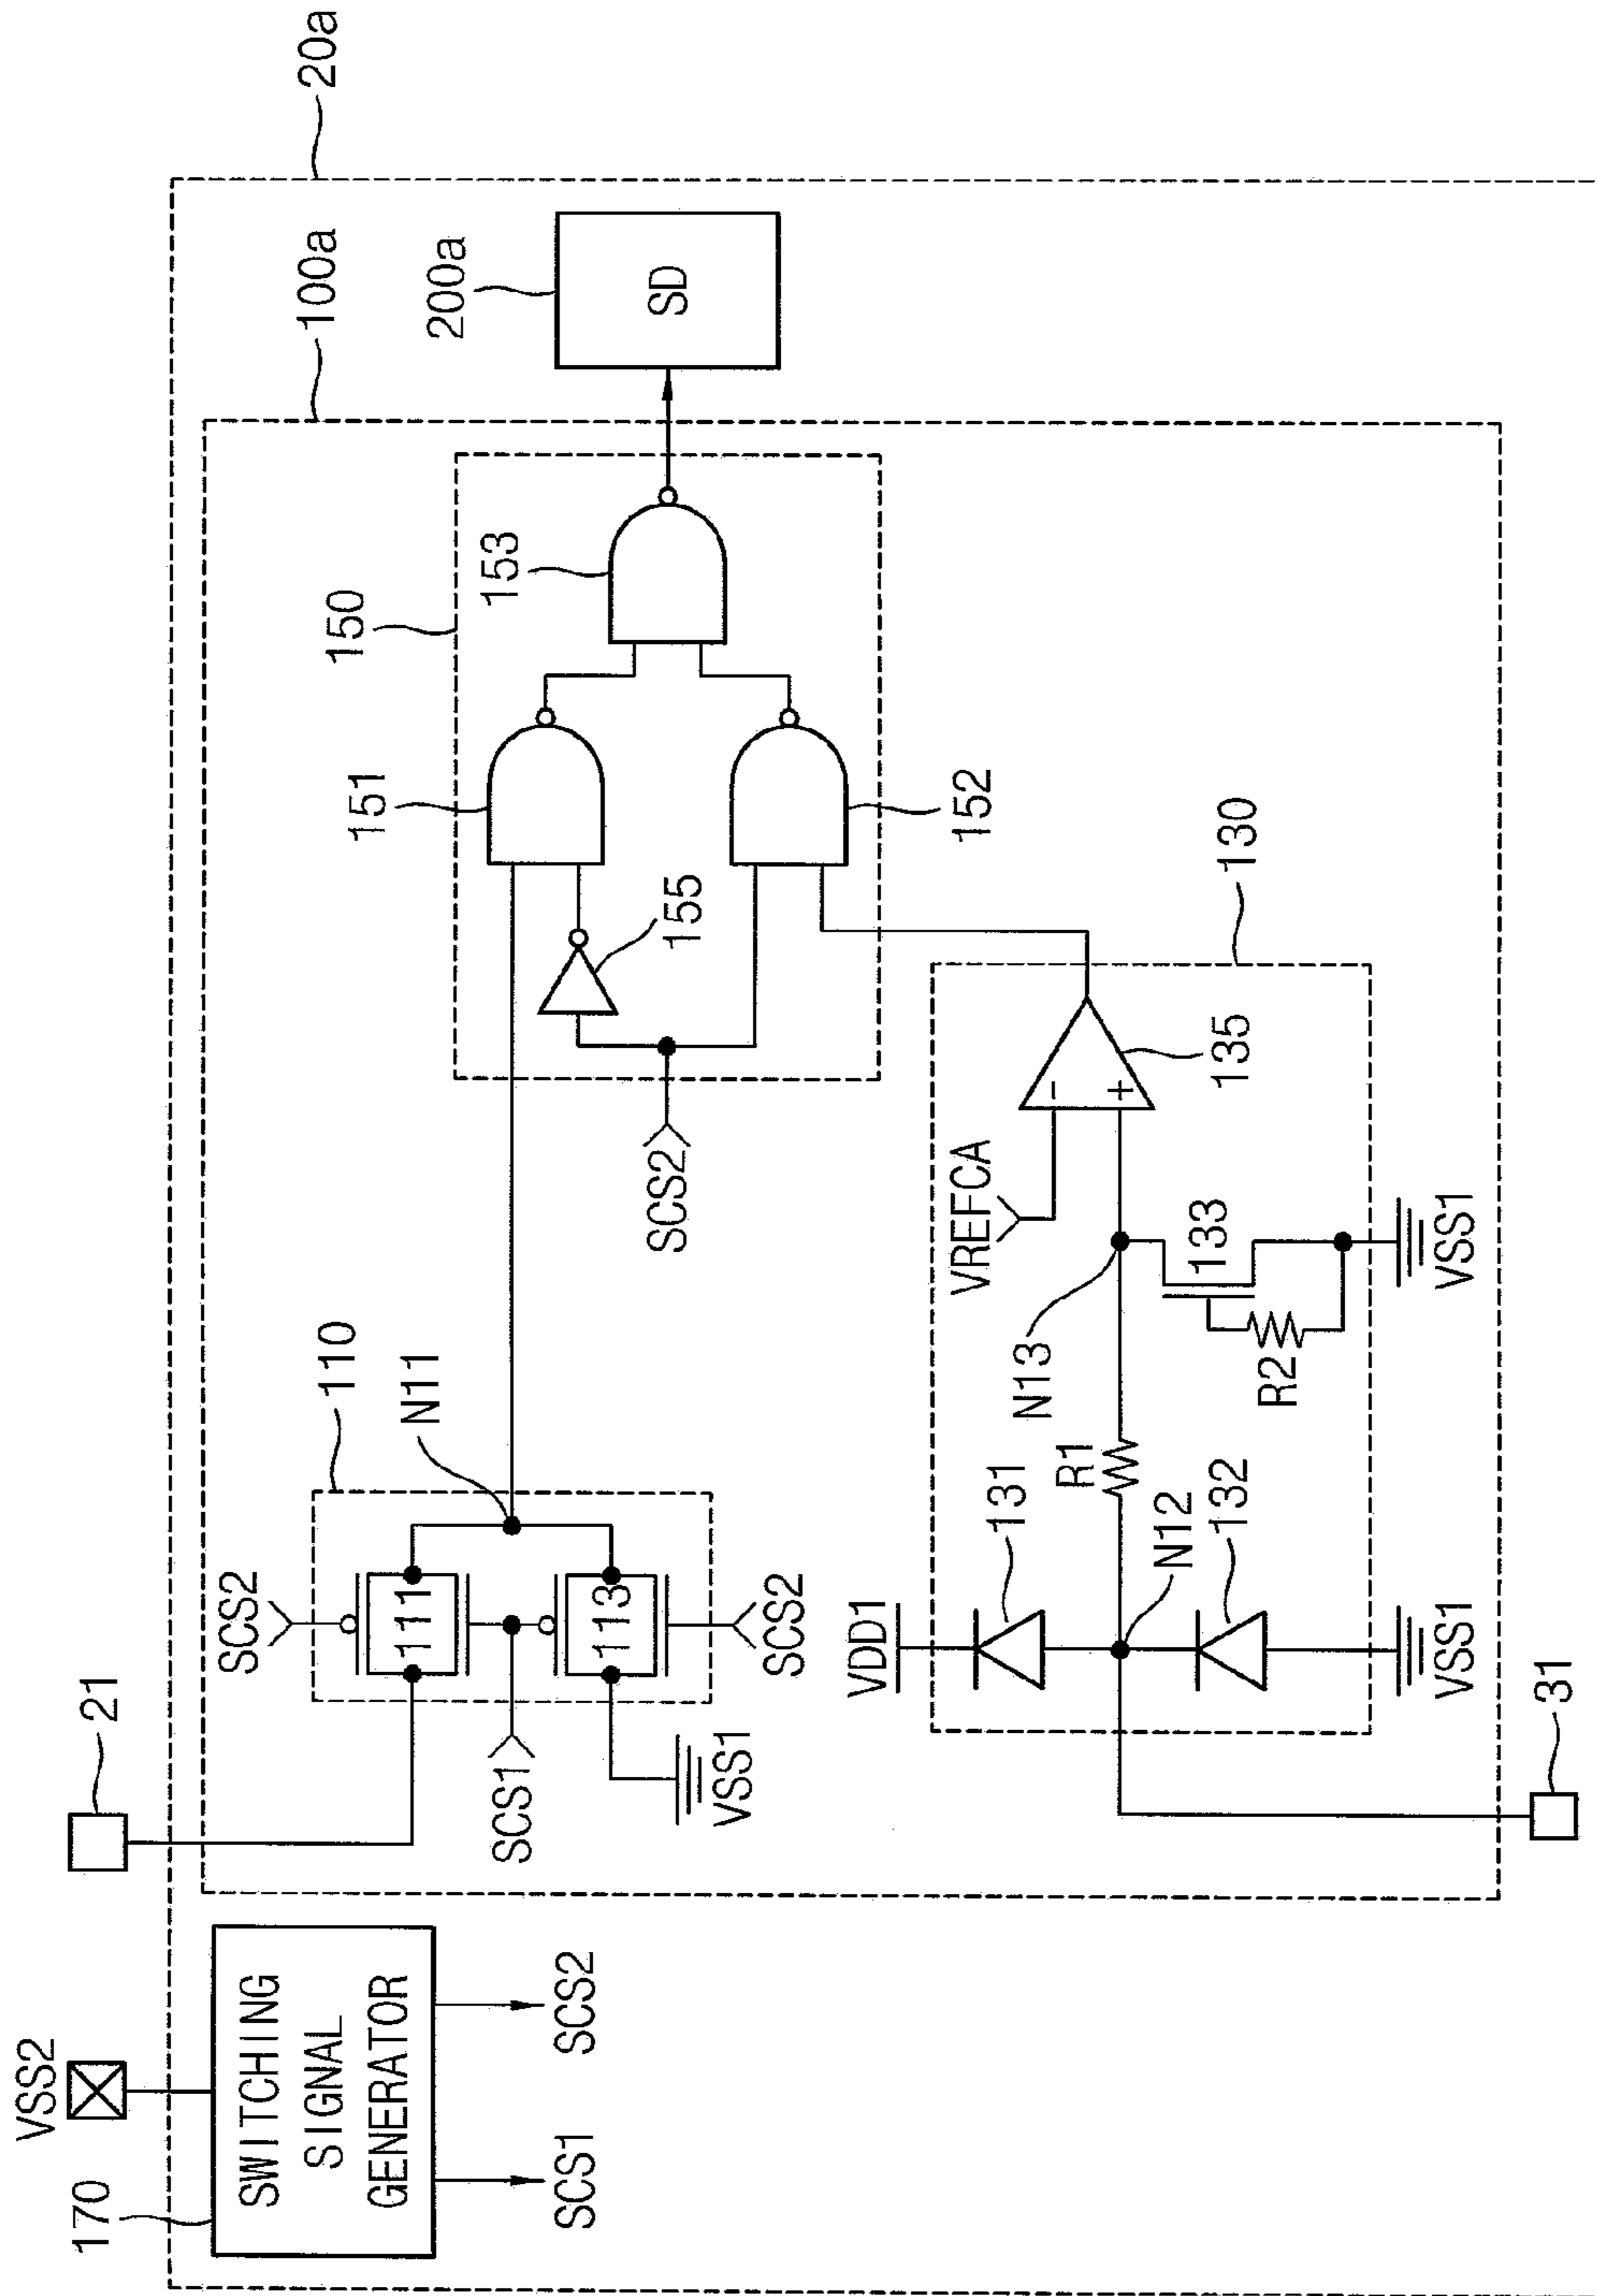 20a
100a
200a
SD
150
153
151
152
155
SCS2
130
135
VREFCA
-
+
N13
133
R2
VSS1
R1
131
N12
132
VDD1
VSS1
31
110
N11
SCS2
111
113
SCS2
SCS1
VSS1
21
VSS2
170
SWITCHING
SIGNAL
GENERATOR
SCS1
SCS2